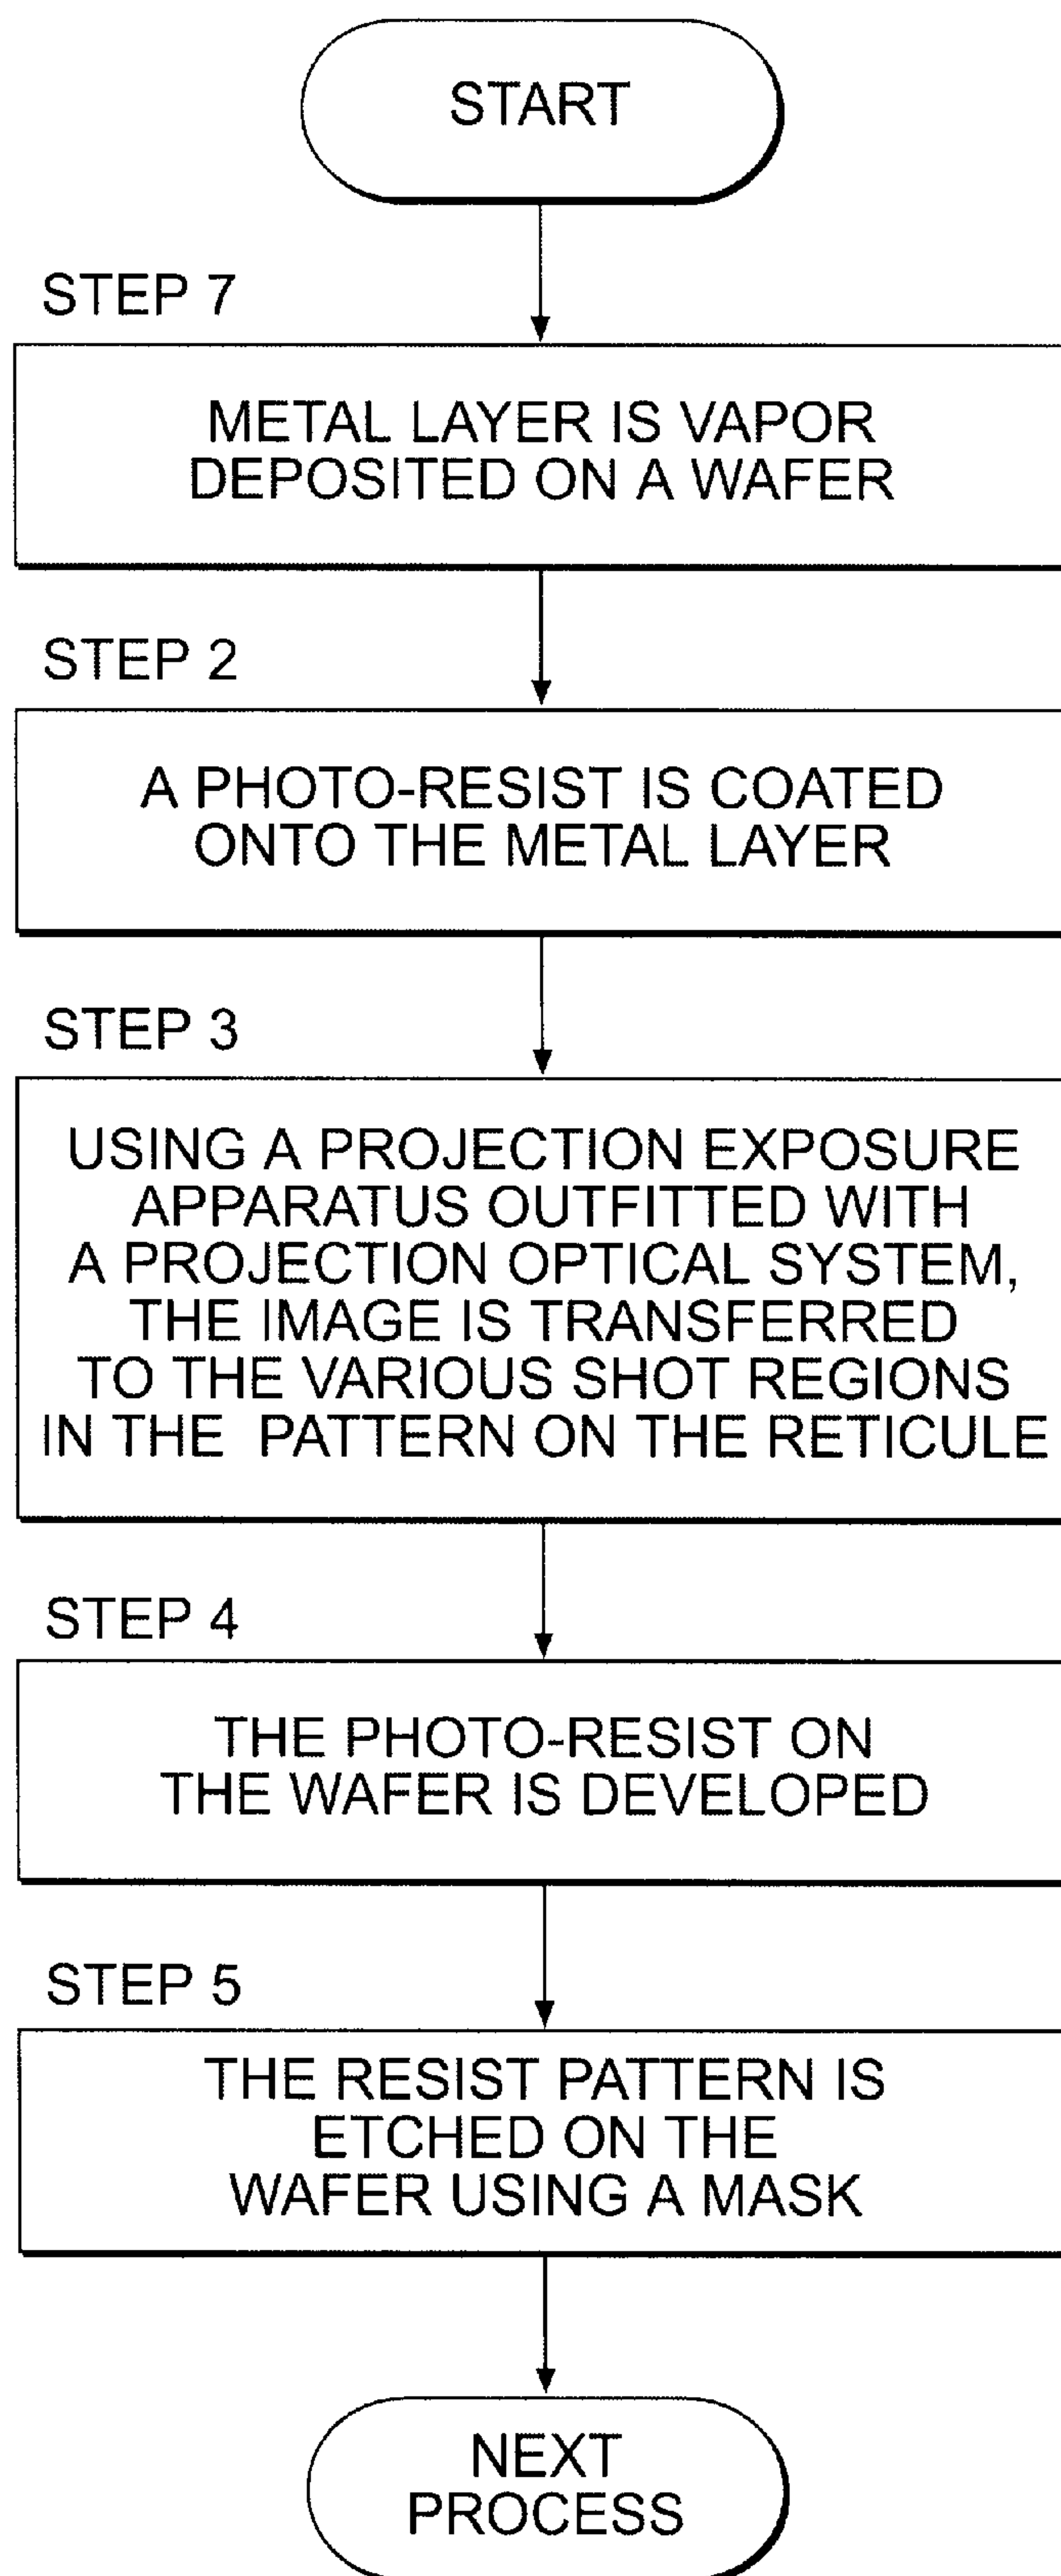 START
STEP 7
METAL LAYER IS VAPOR
DEPOSITED ON A WAFER
STEP 2
A PHOTO-RESIST IS COATED
ONTO THE METAL LAYER
STEP 3
USING A PROJECTION EXPOSURE
APPARATUS OUTFITTED WITH
A PROJECTION OPTICAL SYSTEM,
THE IMAGE IS TRANSFERRED
TO THE VARIOUS SHOT REGIONS
IN THE PATTERN ON THE RETICULE
STEP 4
THE PHOTO-RESIST ON
THE WAFER IS DEVELOPED
STEP 5
THE RESIST PATTERN IS
ETCHED ON THE
WAFER USING A MASK
NEXT
PROCESS